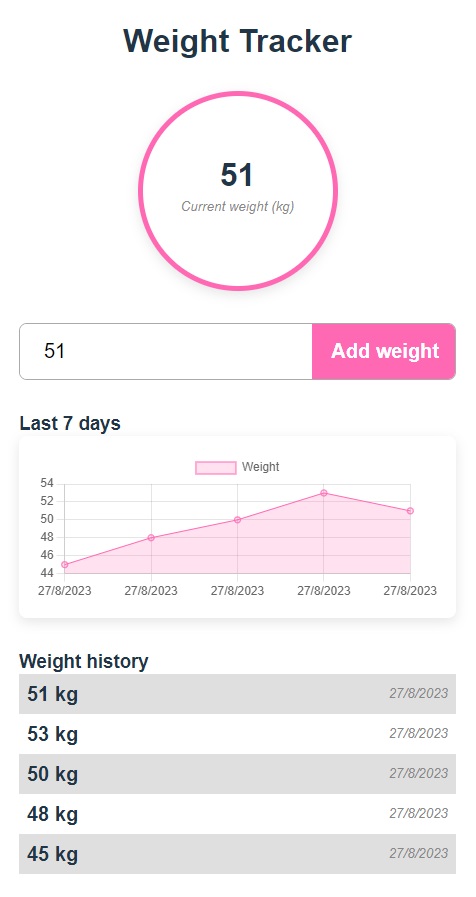 Weight Tracker
51
Current weight (kg)
51
Add weight
Last 7 days
Weight
54
52
50
48
46
44
27/8/2023 27/8/2023 27/8/2023 27/8/2023 27/8/2023
Weight history
51 kg 27/8/2023
53 kg 27/8/2023
50 kg 27/8/2023
48 kg 27/8/2023
45 kg 27/8/2023